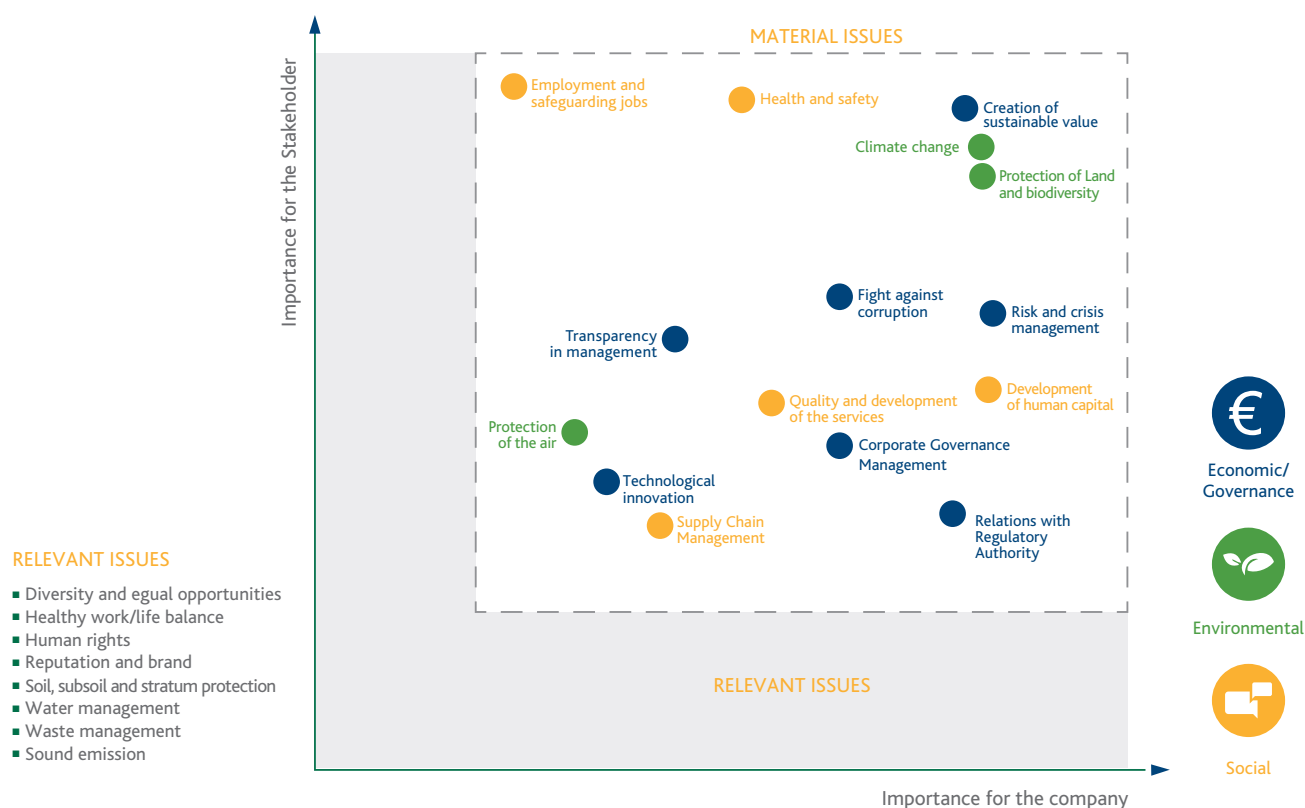 MATERIAL ISSUES
Importance for the Stakeholder
Employment and
safeguarding jobs
Health and safety
Creation of
sustainable value
Climate change
Protection of Land
and biodiversity
Fight against
corruption
Risk and crisis
management
Transparency
in management
Development
of human capital
Quality and development
of the services
Protection
of the air
Corporate Governance
Management
Technological
innovation
Supply Chain
Management
Relations with
Regulatory
Authority
€
Economic/
Governance
Environmental
Social
RELEVANT ISSUES
▪ Diversity and egual opportunities
▪ Healthy work/life balance
▪ Human rights
▪ Reputation and brand
▪ Soil, subsoil and stratum protection
▪ Water management
▪ Waste management
▪ Sound emission
RELEVANT ISSUES
Importance for the company